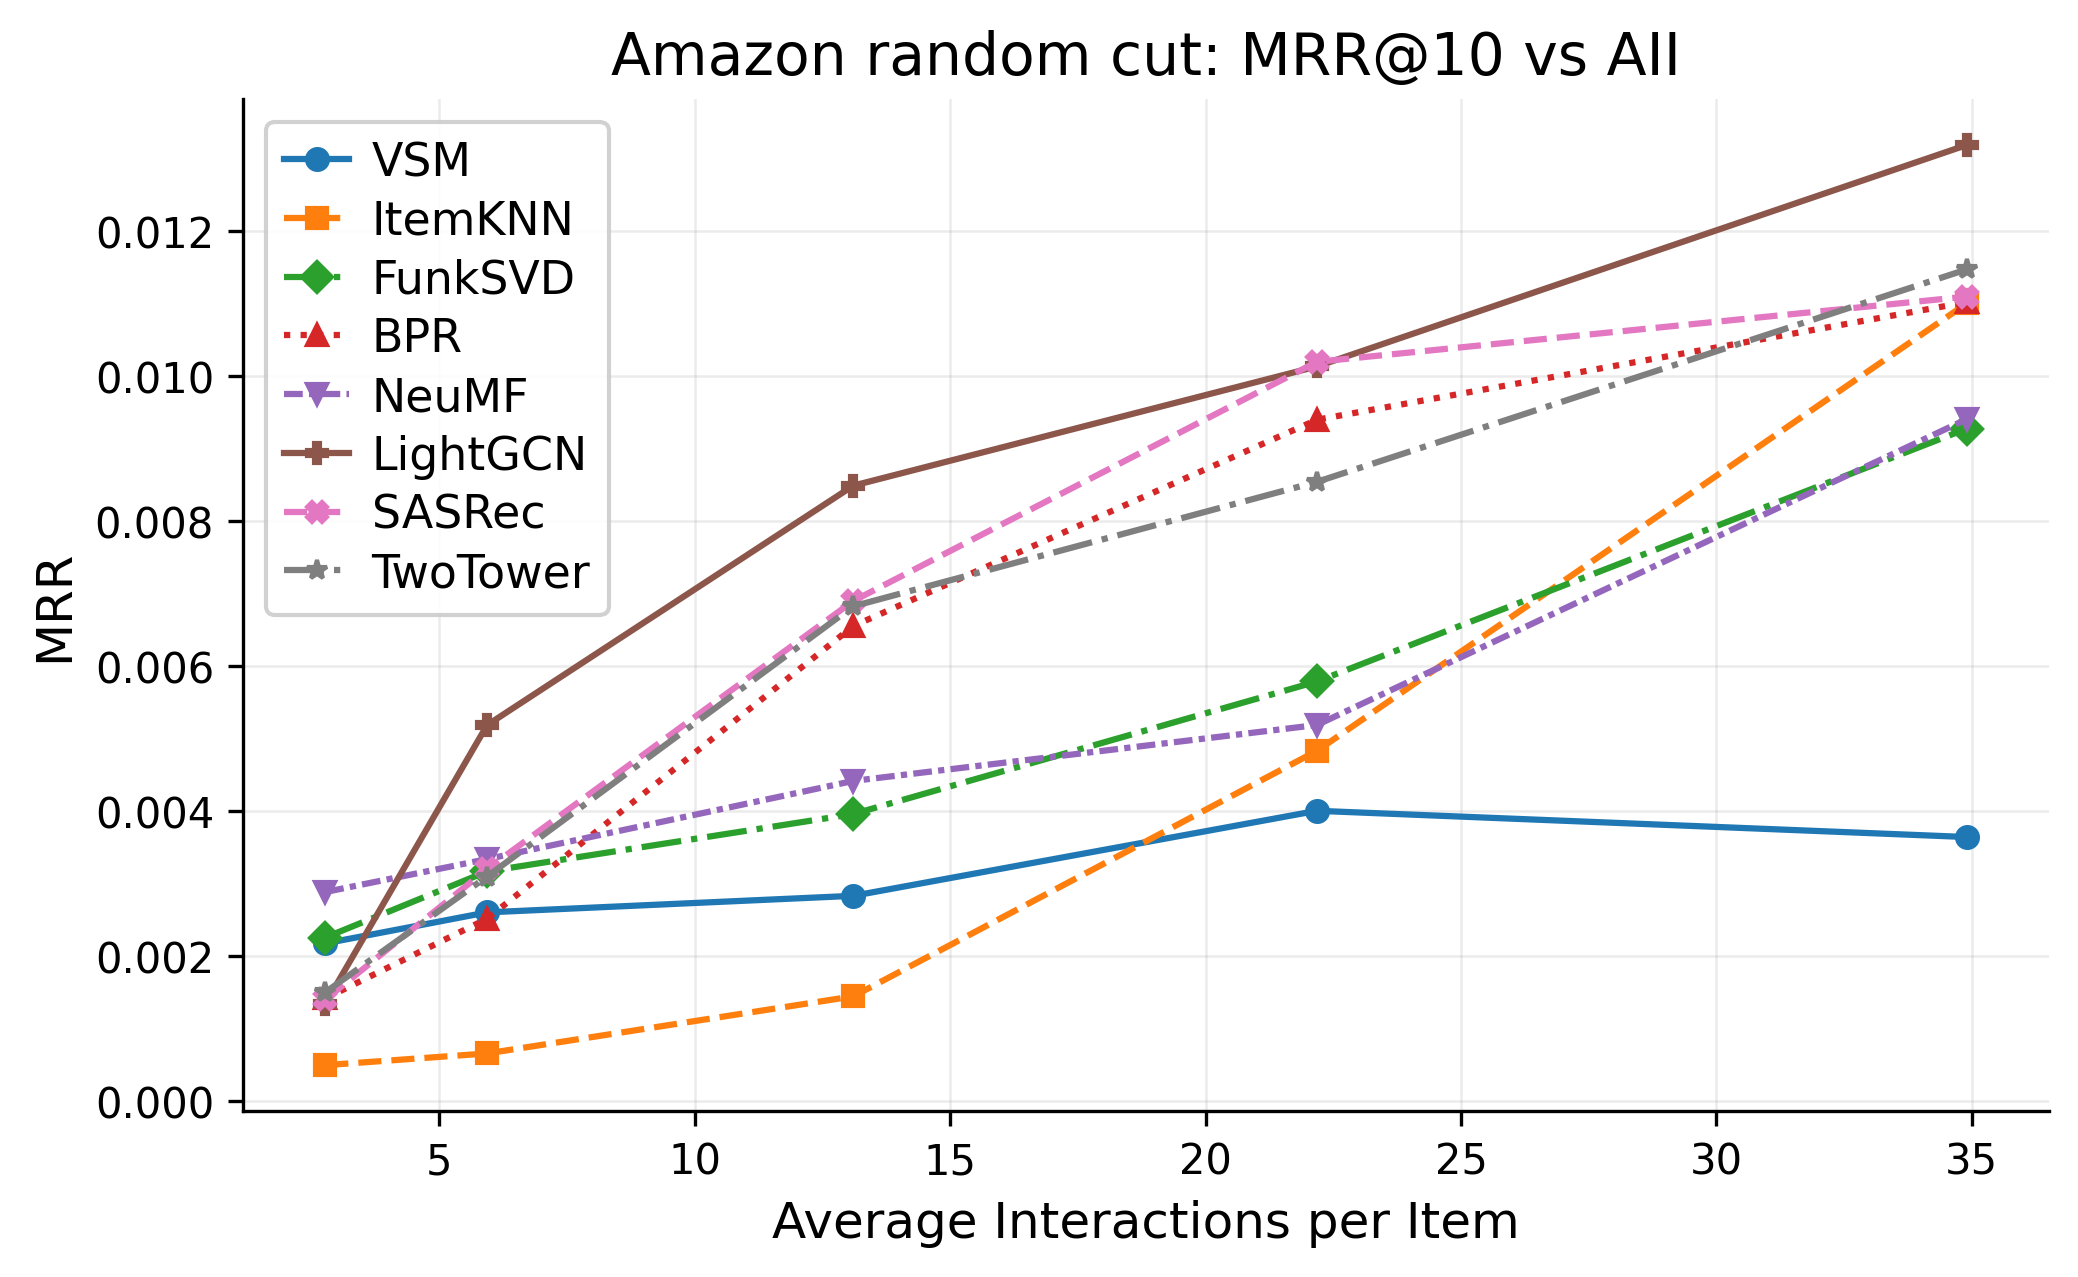 Amazon random cut: MRR@10 vs AII
VSM
ItemKNN
FunkSVD
BPR
NeuMF
LightGCN
SASRec
TwoTower
MRR
0.012
0.010
0.008
0.006
0.004
0.002
0.000
5 10 15 20 25 30 35
Average Interactions per Item